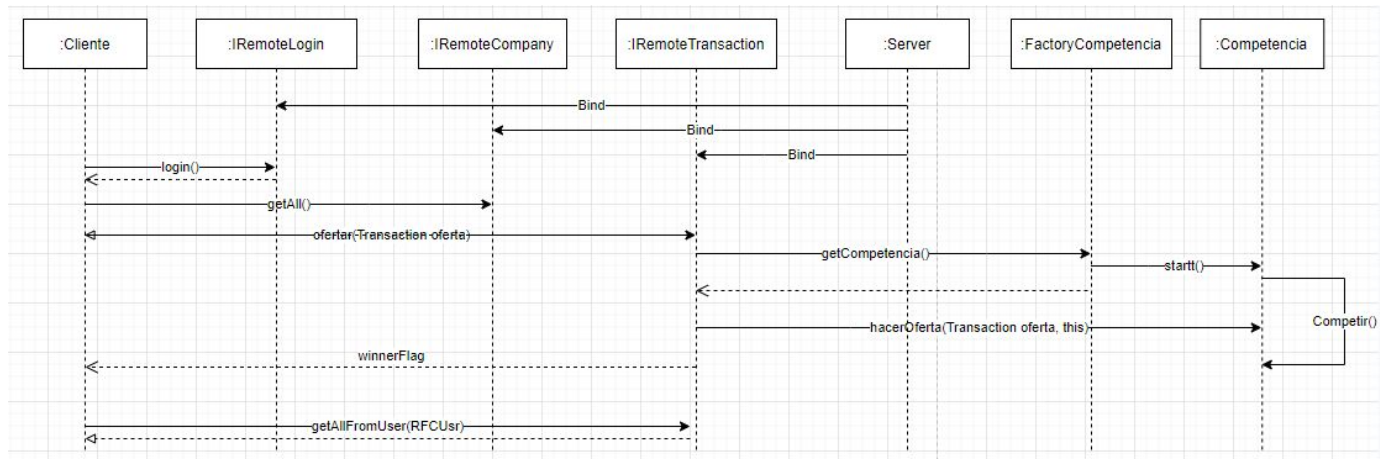 :Cliente
:IRemoteLogin
:IRemoteCompany
:IRemoteTransaction
:Server
:FactoryCompetencia
:Competencia
Bind
Bind
Bind
login()
getAll()
ofertar(Transaction oferta)
getCompetencia()
startt()
Competir()
hacerOferta(Transaction oferta, this)
winnerFlag
getAllFromUser(RFCUsr)